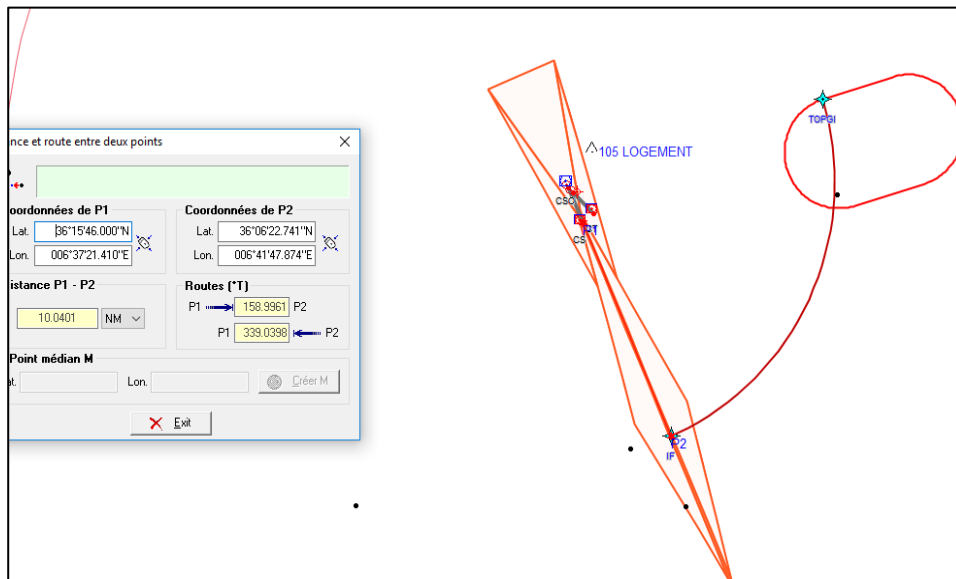 nce et route entre deux points
oordonnées de P1
Lat. 36°15'46.000''N
Lon. 006°37'21.410''E
Coordonnées de P2
Lat. 36°06'22.741''N
Lon. 006°41'47.874''E
istance P1 - P2
10.0401 NM
Routes (°T)
P1 158.9961 P2
P1 339.0398 P2
Point médian M
at. Lon. Créer M
Exit
TOPGI
105 LOGEMENT
CSO
P1
CS
P2
IF